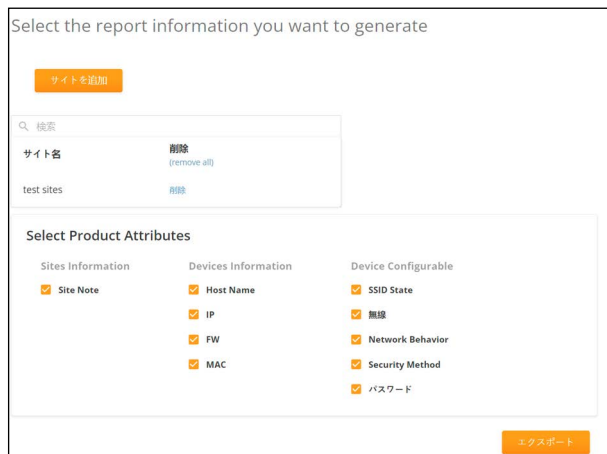 Select the report information you want to generate
サイトを追加
検索
サイト名 削除
(remove all)
test sites 削除
Select Product Attributes
Sites Information Devices Information Device Configurable
Site Note Host Name SSID State
IP 無線
FW Network Behavior
MAC Security Method
パスワード
エクスポート